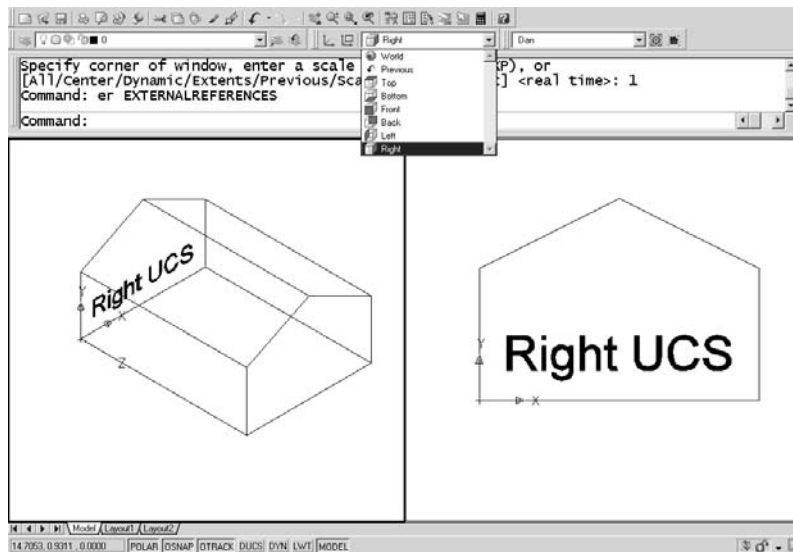 0
Right
Dan
Specify corner of window, enter a scale
P), or
[All/Center/Dynamic/Extents/Previous/Sca
] <real time>: 1
Command: er EXTERNALREFERENCES
Command:
World
Previous
Top
Bottom
Front
Back
Left
Right
Right UCS
Y
X
Z
Right UCS
Y
X
Model
Layout1
Layout2
14.7053, 0.9311 , 0.0000
POLAR OSNAP OTRACK DUCS DYN LWT MODEL